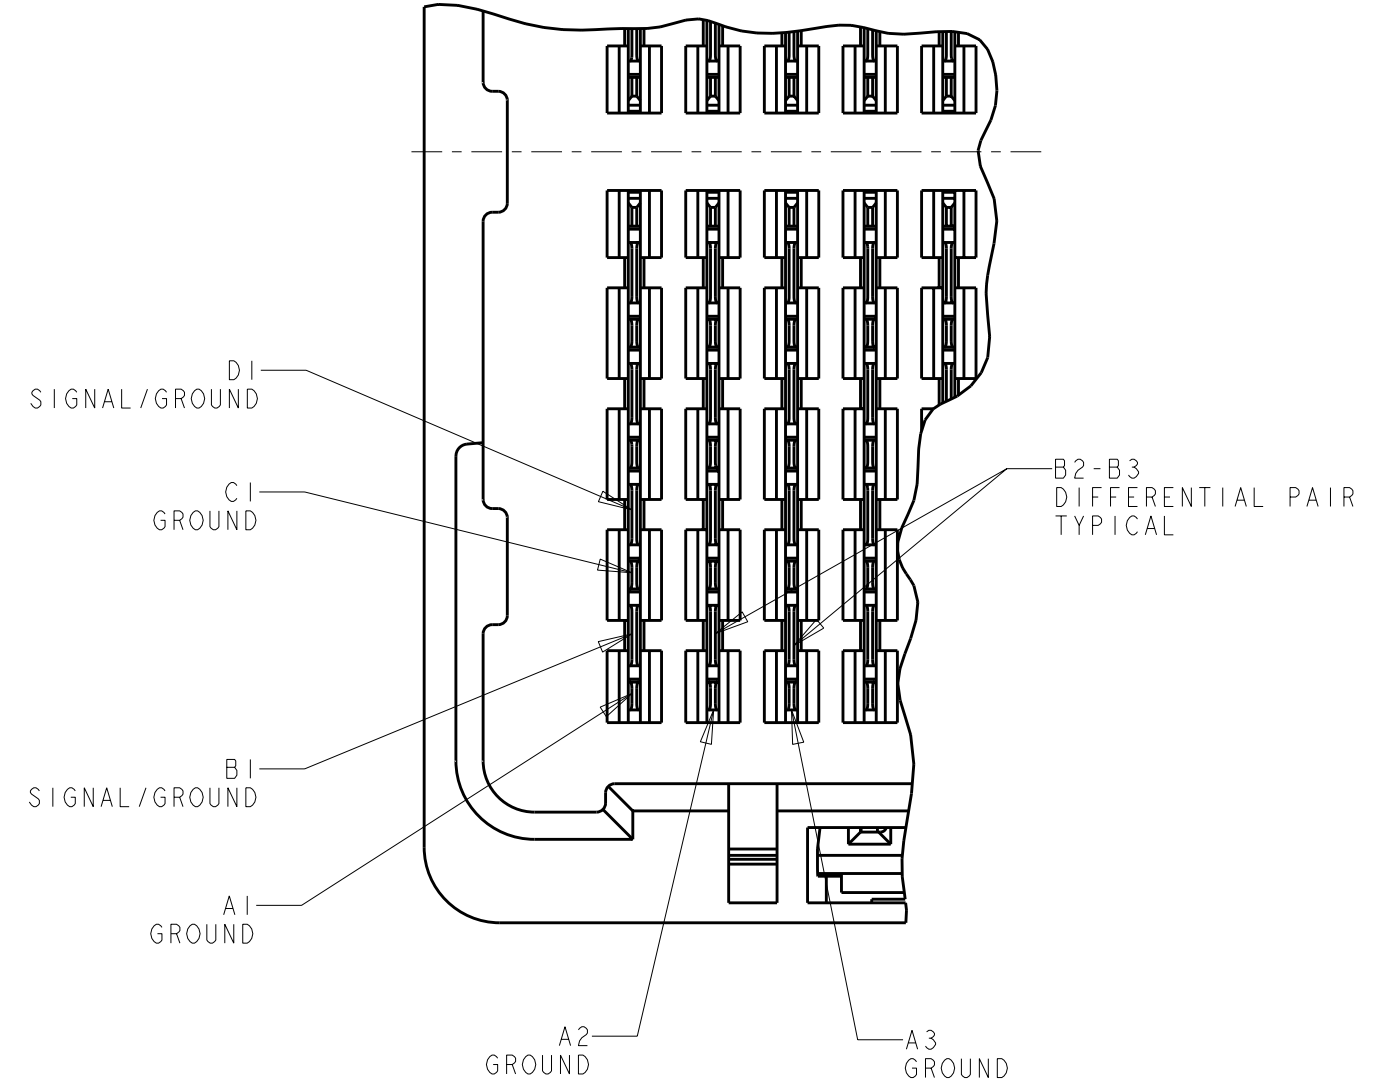 D1
SIGNAL/GROUND
C1
GROUND
B2-B3
DIFFERENTIAL PAIR
TYPICAL
B1
SIGNAL/GROUND
A1
GROUND
A2
GROUND
A3
GROUND